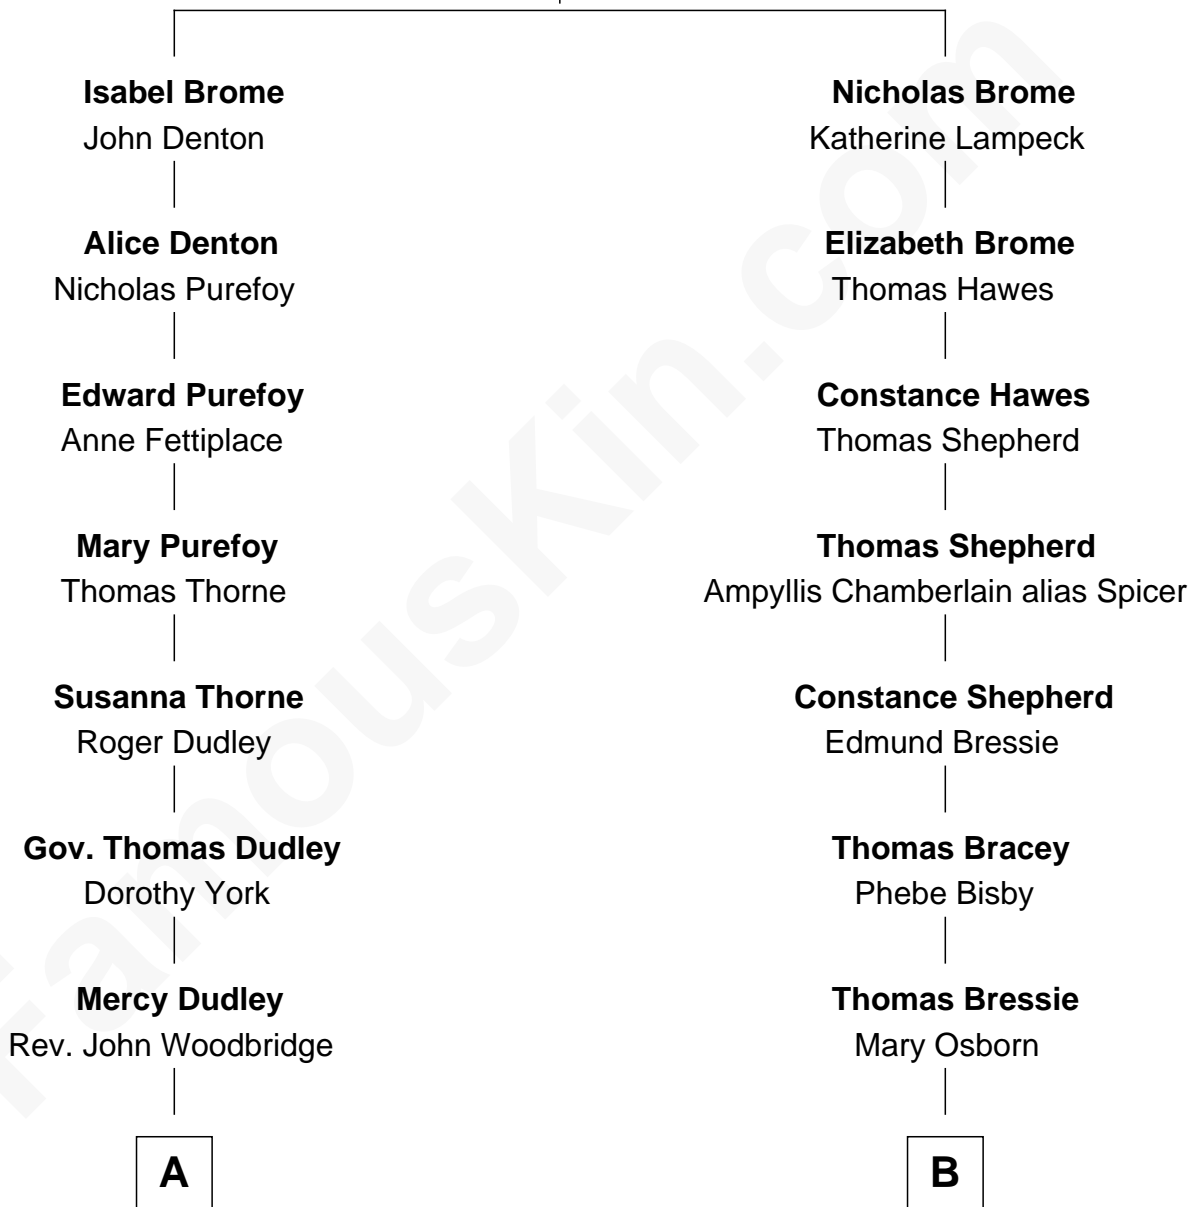 Isabel Brome
John Denton
Alice Denton
Nicholas Purefoy
Edward Purefoy
Anne Fettiplace
Mary Purefoy
Thomas Thorne
Susanna Thorne
Roger Dudley
Gov. Thomas Dudley
Dorothy York
Mercy Dudley
Rev. John Woodbridge
A
Nicholas Brome
Katherine Lampeck
Elizabeth Brome
Thomas Hawes
Constance Hawes
Thomas Shepherd
Thomas Shepherd
Ampyllis Chamberlain alias Spicer
Constance Shepherd
Edmund Bressie
Thomas Bracey
Phebe Bisby
Thomas Bressie
Mary Osborn
B
FamousKin.com